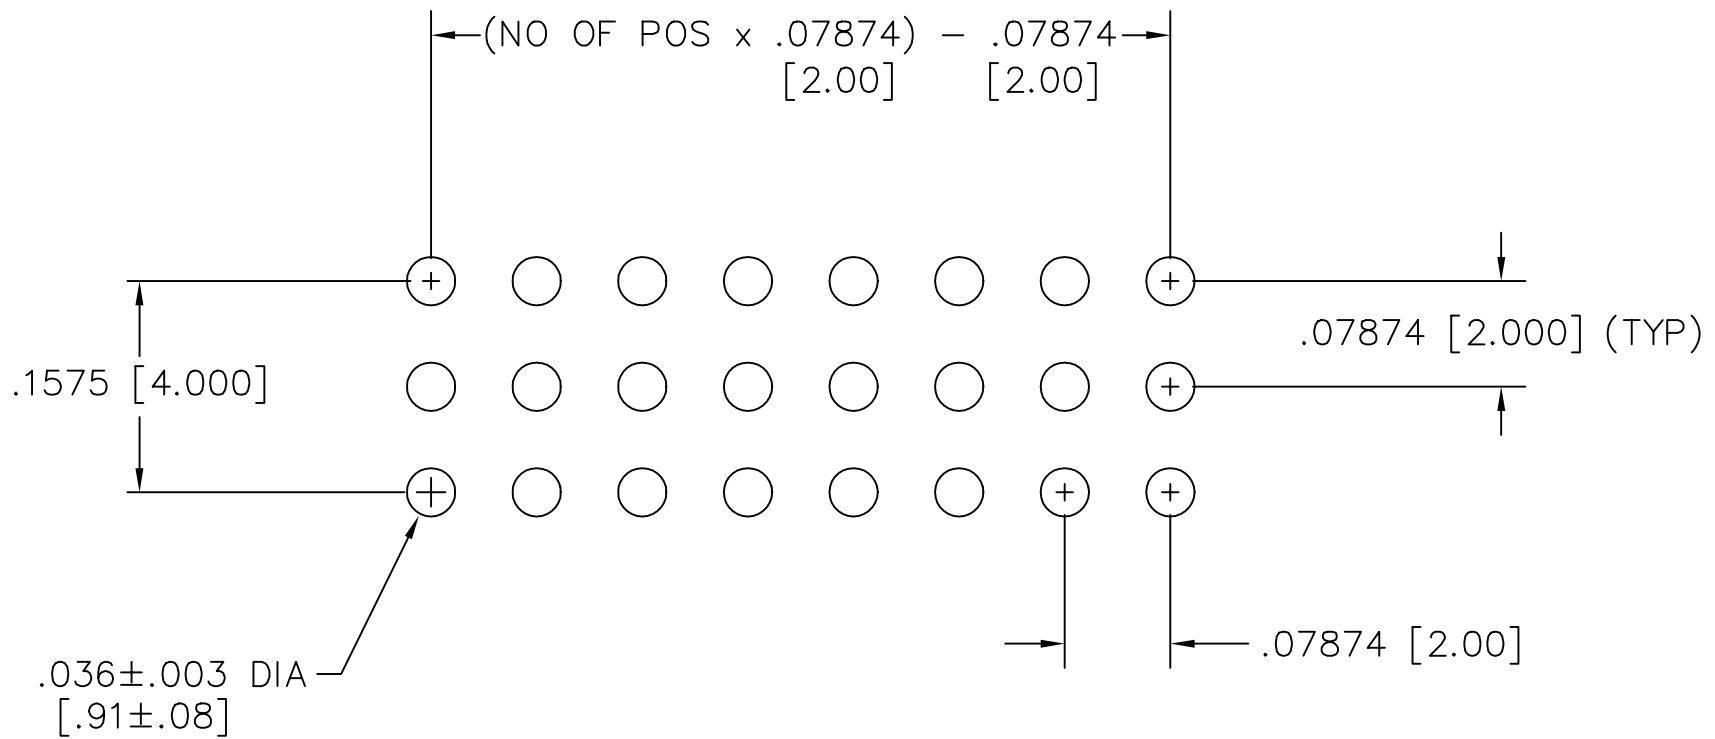 (NO OF POS x .07874) - .07874
[2.00] [2.00]
.07874 [2.000] (TYP)
.1575 [4.000]
.07874 [2.00]
.036±.003 DIA
[.91±.08]